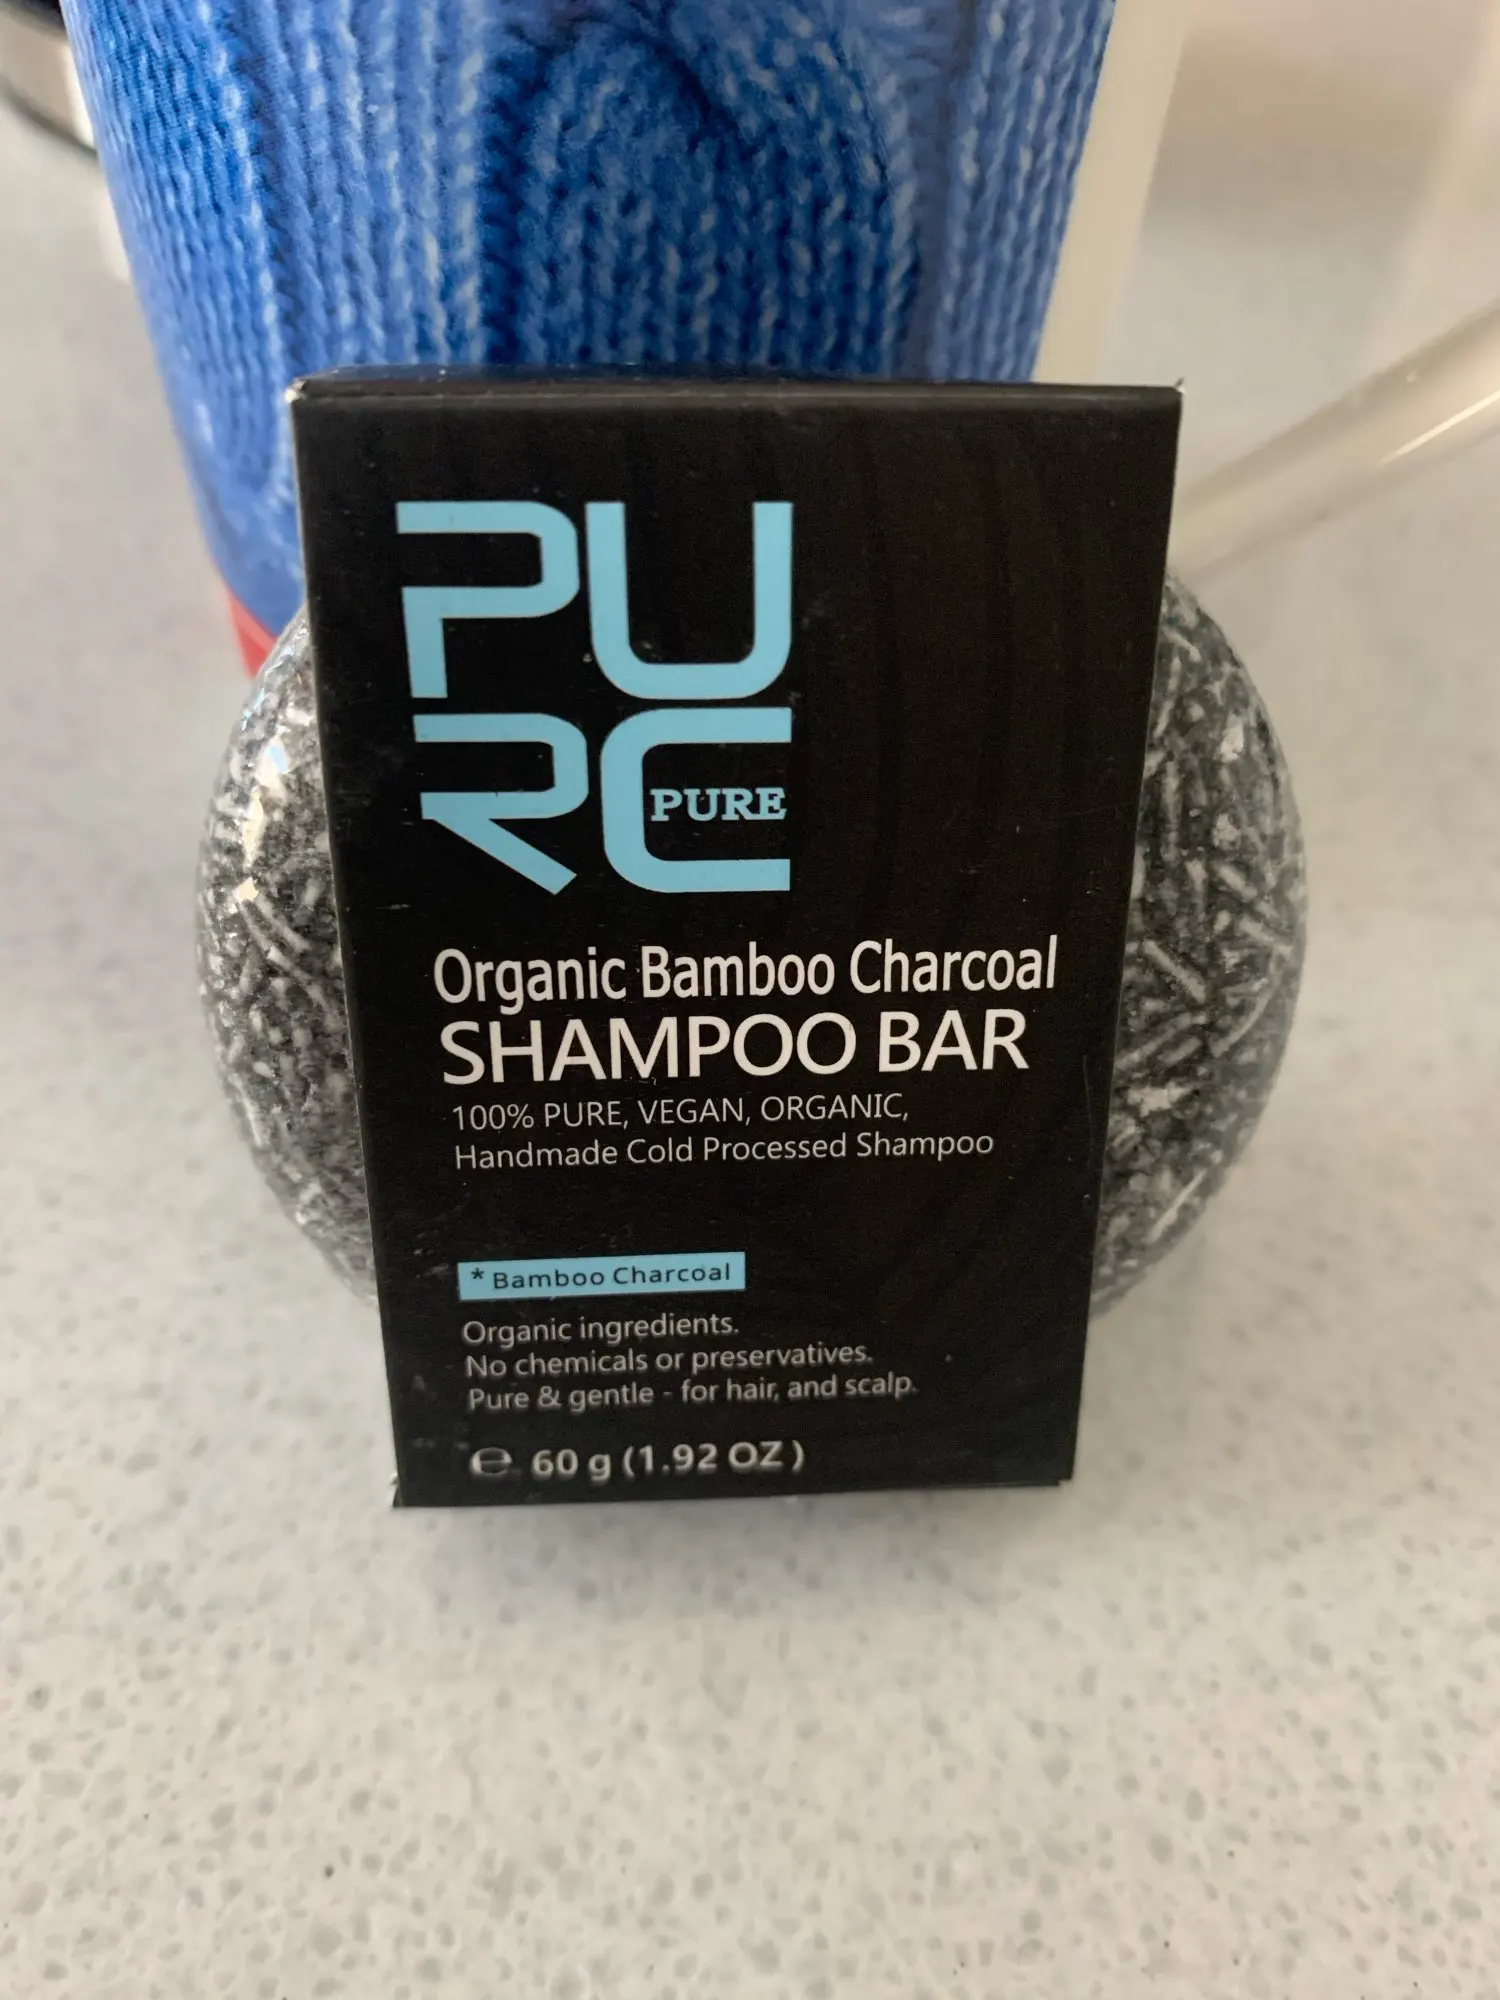 PU
RC
PURE
Organic Bamboo Charcoal
SHAMPOO BAR
100% PURE, VEGAN, ORGANIC,
Handmade Cold Processed Shampoo
* Bamboo Charcoal
Organic ingredients.
No chemicals or preservatives.
Pure & gentle - for hair, and scalp.
℮ 60 g (1.92 OZ)